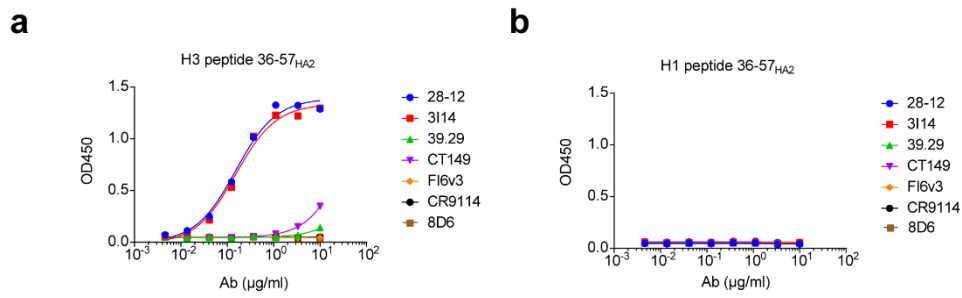 a
H3 peptide 36-57HA2
OD450
1.5
1.0
0.5
0.0
10-3
10-2
10-1
100
101
102
Ab (µg/ml)
28-12
3I14
39.29
CT149
FI6v3
CR9114
8D6
b
H1 peptide 36-57HA2
OD450
1.5
1.0
0.5
0.0
10-3
10-2
10-1
100
101
102
Ab (µg/ml)
28-12
3I14
39.29
CT149
FI6v3
CR9114
8D6